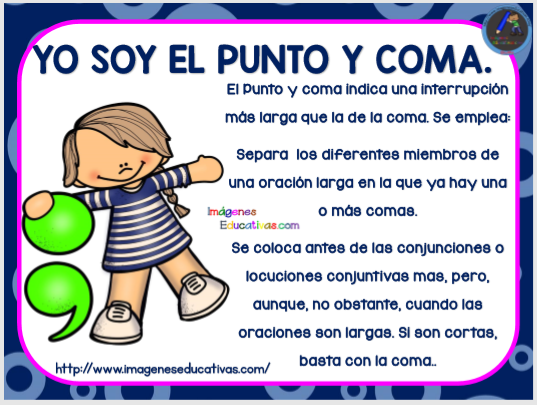 YO SOY EL PUNTO Y COMA.
El Punto y coma indica una interrupción
más larga que la de la coma. Se emplea:
Separa los diferentes miembros de
una oración larga en la que ya hay una
o más comas.
Imágenes
Educativas.com
Se coloca antes de las conjunciones o
locuciones conjuntivas mas, pero,
aunque, no obstante, cuando las
oraciones son largas. Si son cortas,
basta con la coma..
http://www.imageneseducativas.com/